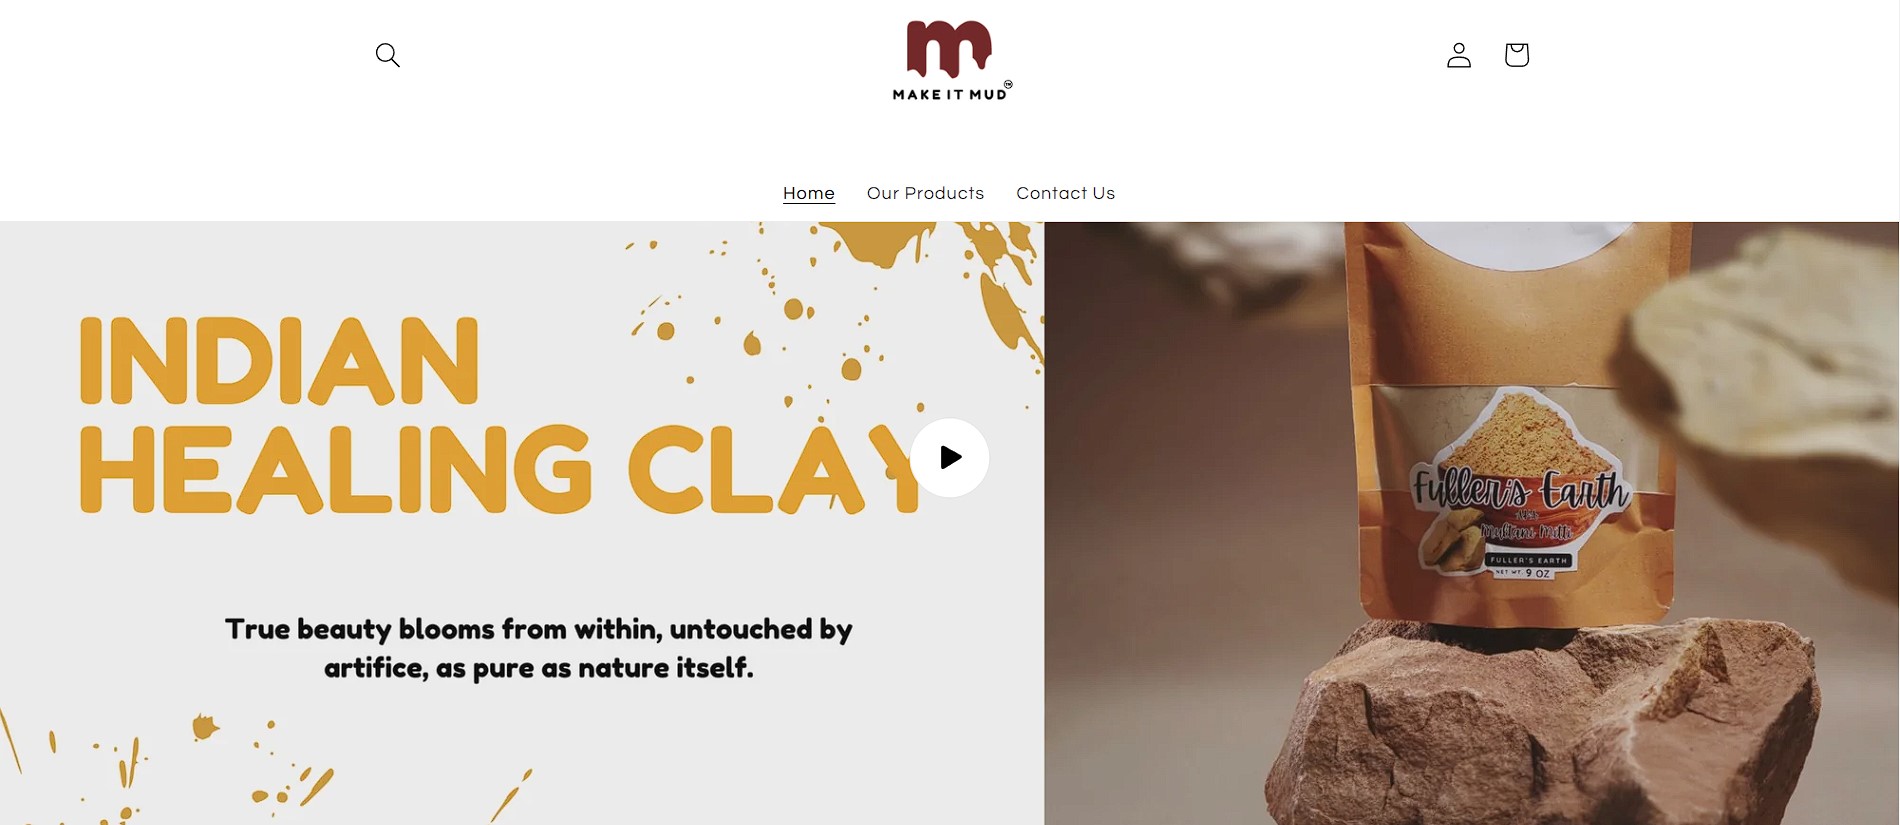 MAKE IT MUD
TM
Home Our Products Contact Us
INDIAN
HEALING CLAY
True beauty blooms from within, untouched by
artifice, as pure as nature itself.
Fuller's Earth
AKA
Multani Mitti
FULLER'S EARTH
NET WT. 9 OZ